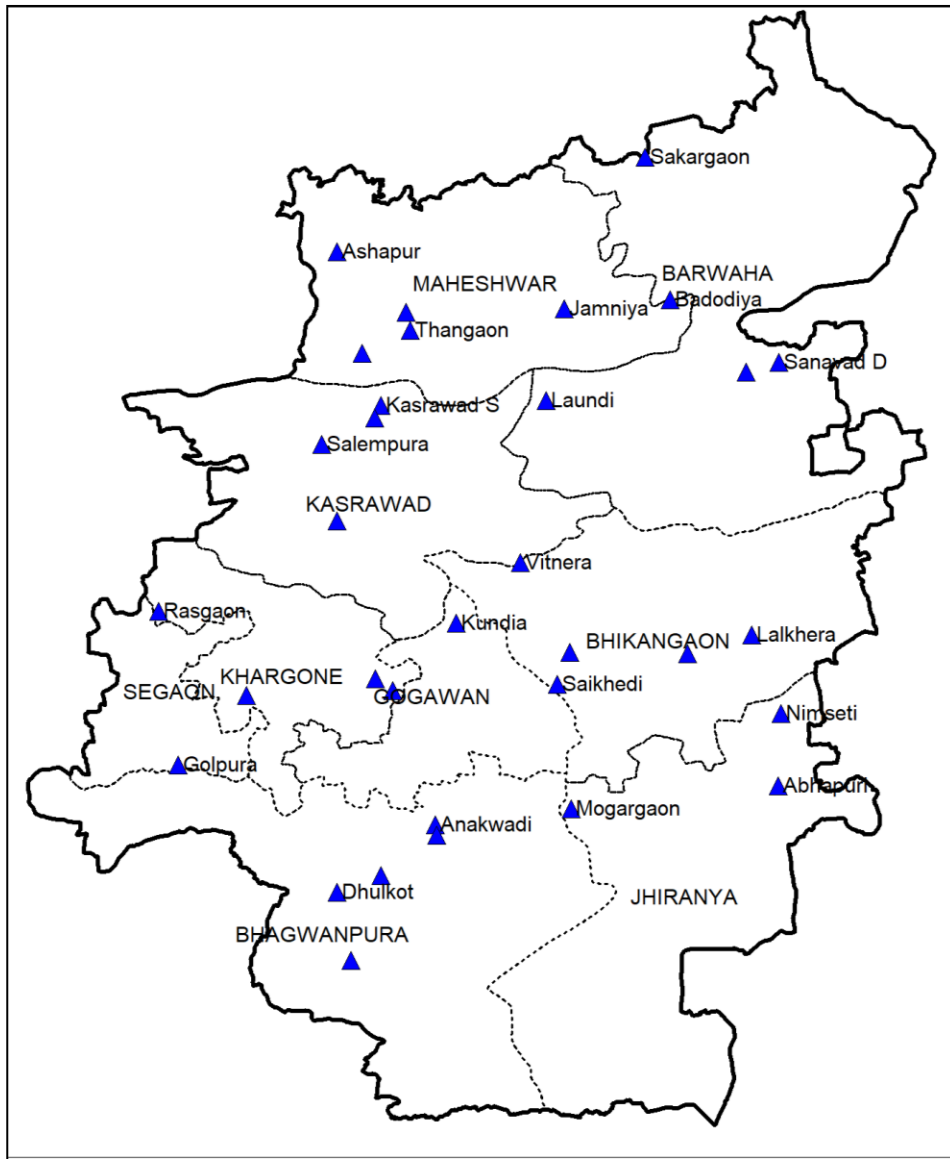 Sakargaon
Ashapur
BARWAHA
MAHESHWAR
Badodiya
Jamniya
Thangaon
Sanavad D
Kasrawad S
Laundi
Salempura
KASRAWAD
Vitnera
Rasgaon
Kundia
BHIKANGAON
Lalkhera
SEGAON
KHARGONE
GOGAWAN
Saikhedi
Nimseti
Golpura
Abhapuri
Mogargaon
Anakwadi
Dhulkot
JHIRANYA
BHAGWANPURA